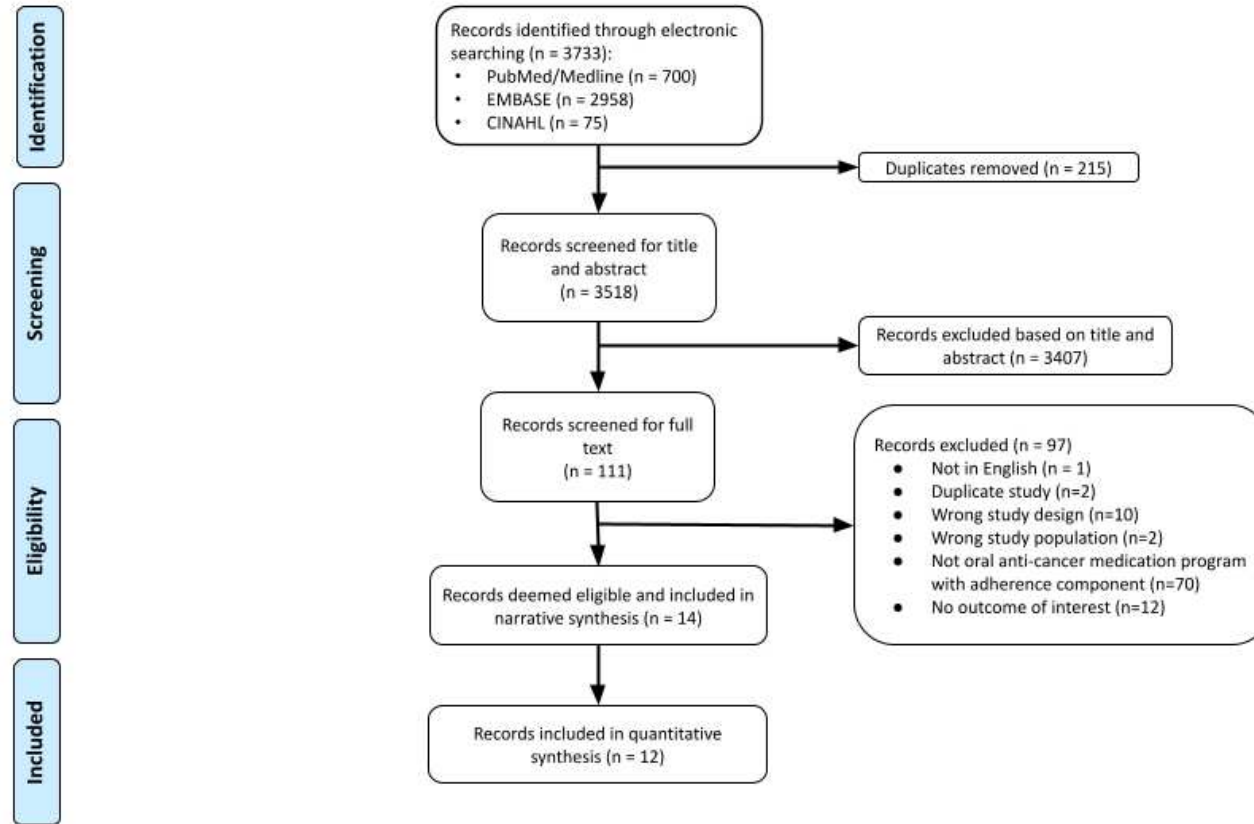 Identification
Records identified through electronic
searching (n = 3733):
• PubMed/Medline (n = 700)
• EMBASE (n = 2958)
• CINAHL (n = 75)
Duplicates removed (n = 215)
Screening
Records screened for title
and abstract
(n = 3518)
Records excluded based on title and
abstract (n = 3407)
Eligibility
Records screened for full
text
(n = 111)
Records excluded (n = 97)
● Not in English (n = 1)
● Duplicate study (n=2)
● Wrong study design (n=10)
● Wrong study population (n=2)
● Not oral anti-cancer medication program
with adherence component (n=70)
● No outcome of interest (n=12)
Records deemed eligible and included in
narrative synthesis (n = 14)
Included
Records included in quantitative
synthesis (n = 12)